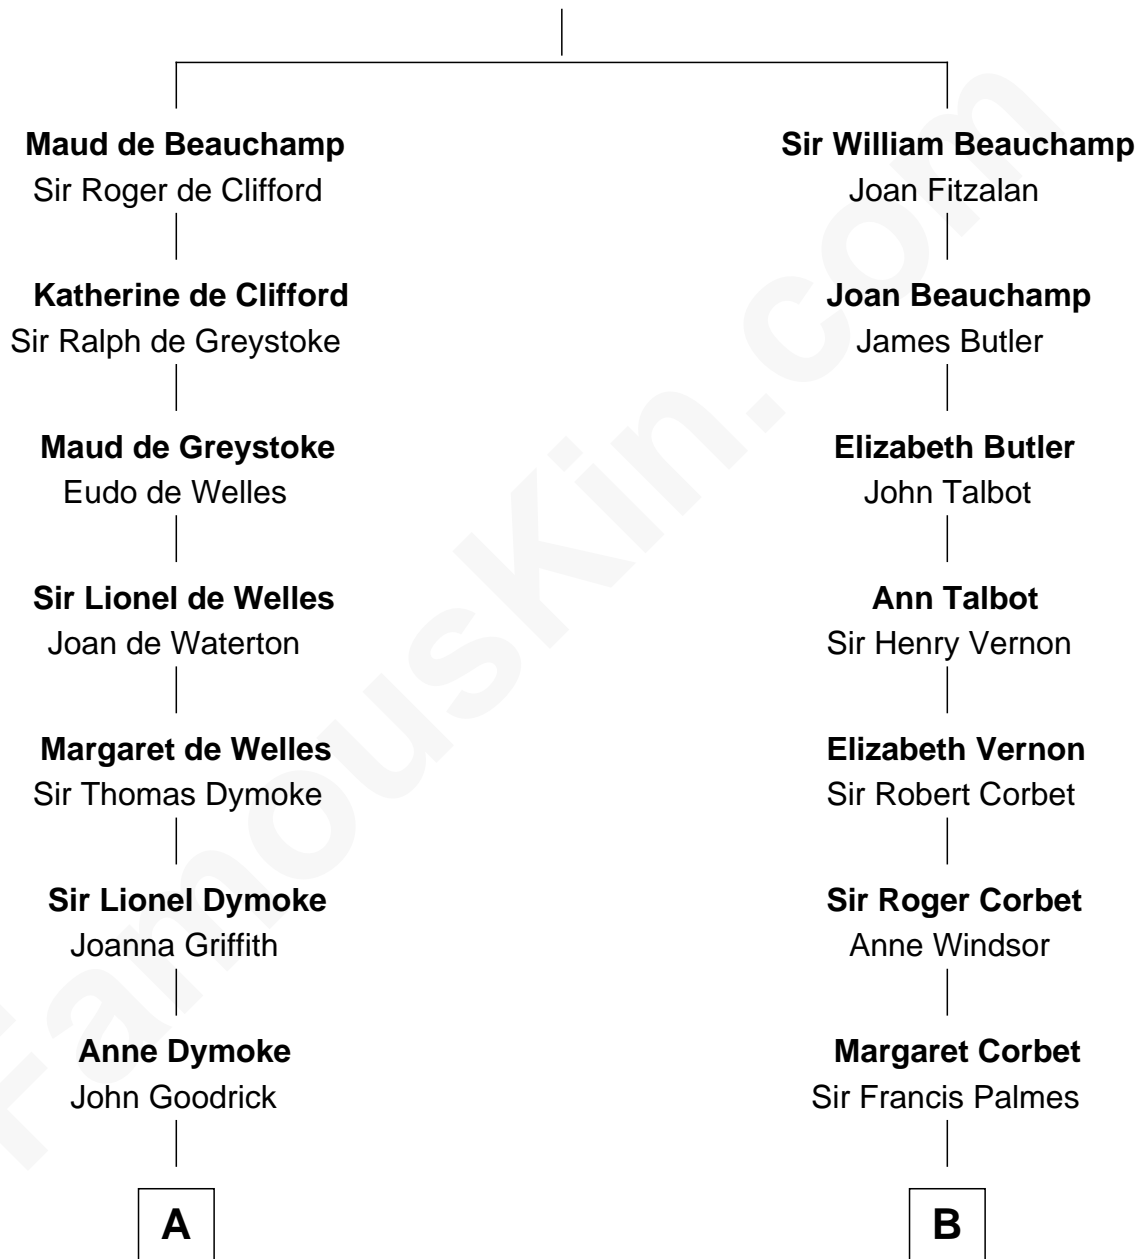 Maud de Beauchamp
Sir Roger de Clifford
Katherine de Clifford
Sir Ralph de Greystoke
Maud de Greystoke
Eudo de Welles
Sir Lionel de Welles
Joan de Waterton
Margaret de Welles
Sir Thomas Dymoke
Sir Lionel Dymoke
Joanna Griffith
Anne Dymoke
John Goodrick
A
Sir William Beauchamp
Joan Fitzalan
Joan Beauchamp
James Butler
Elizabeth Butler
John Talbot
Ann Talbot
Sir Henry Vernon
Elizabeth Vernon
Sir Robert Corbet
Sir Roger Corbet
Anne Windsor
Margaret Corbet
Sir Francis Palmes
B
FamousKin.com